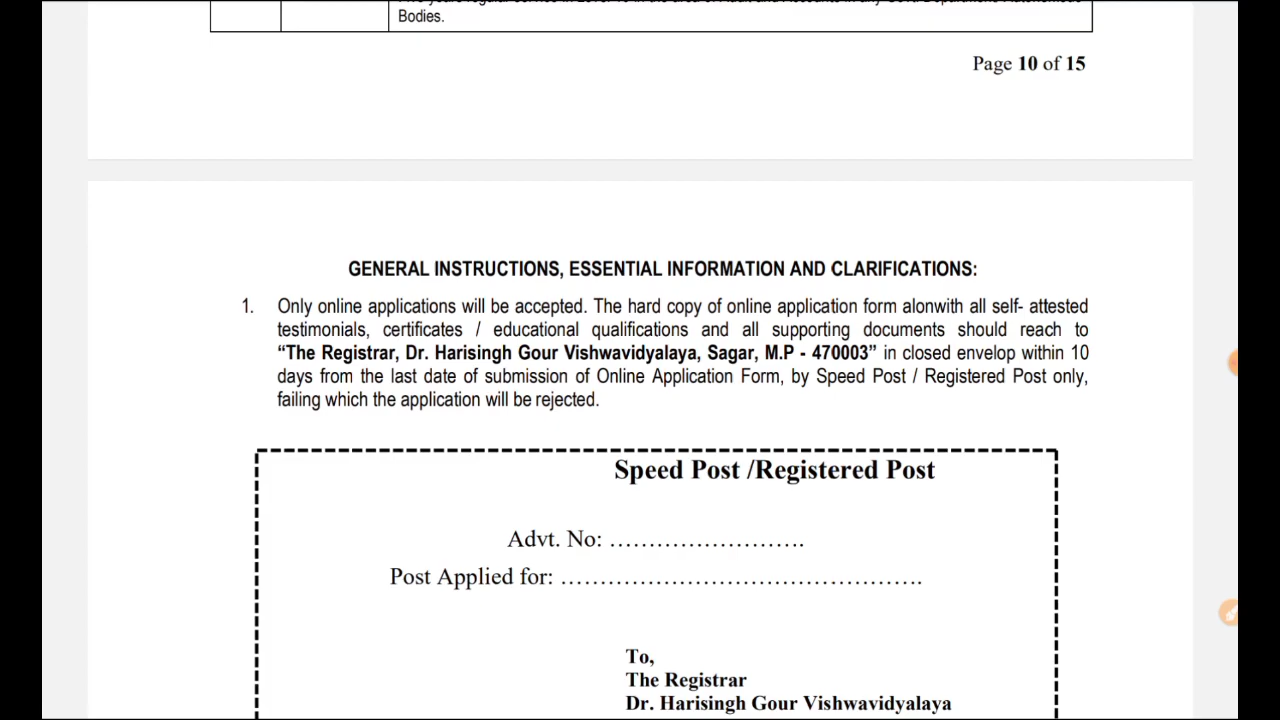 Bodies.
Page 10 of 15
GENERAL INSTRUCTIONS, ESSENTIAL INFORMATION AND CLARIFICATIONS:
1. Only online applications will be accepted. The hard copy of online application form alonwith all self- attested
testimonials, certificates / educational qualifications and all supporting documents should reach to
“The Registrar, Dr. Harisingh Gour Vishwavidyalaya, Sagar, M.P - 470003” in closed envelop within 10
days from the last date of submission of Online Application Form, by Speed Post / Registered Post only,
failing which the application will be rejected.
Speed Post /Registered Post
Advt. No: ……………………….
Post Applied for: ……………………………………….
To,
The Registrar
Dr. Harisingh Gour Vishwavidyalaya